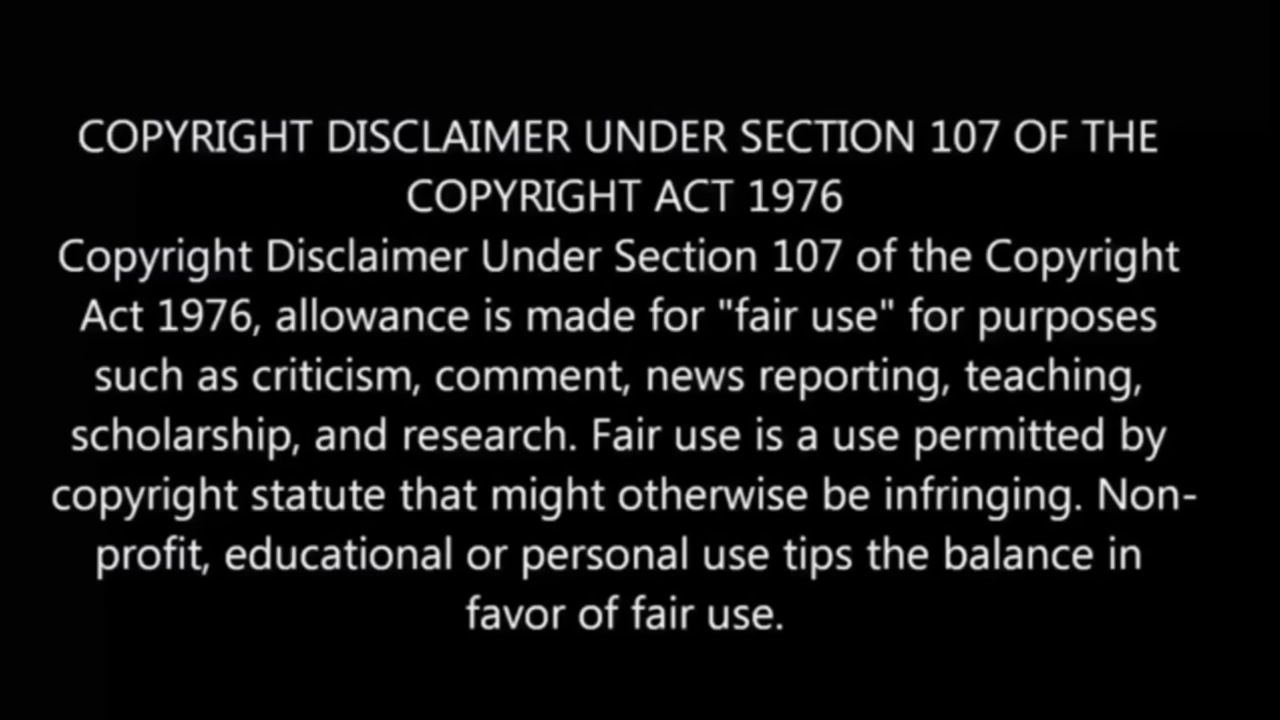 COPYRIGHT DISCLAIMER UNDER SECTION 107 OF THE
COPYRIGHT ACT 1976
Copyright Disclaimer Under Section 107 of the Copyright
Act 1976, allowance is made for "fair use" for purposes
such as criticism, comment, news reporting, teaching,
scholarship, and research. Fair use is a use permitted by
copyright statute that might otherwise be infringing. Non-
profit, educational or personal use tips the balance in
favor of fair use.